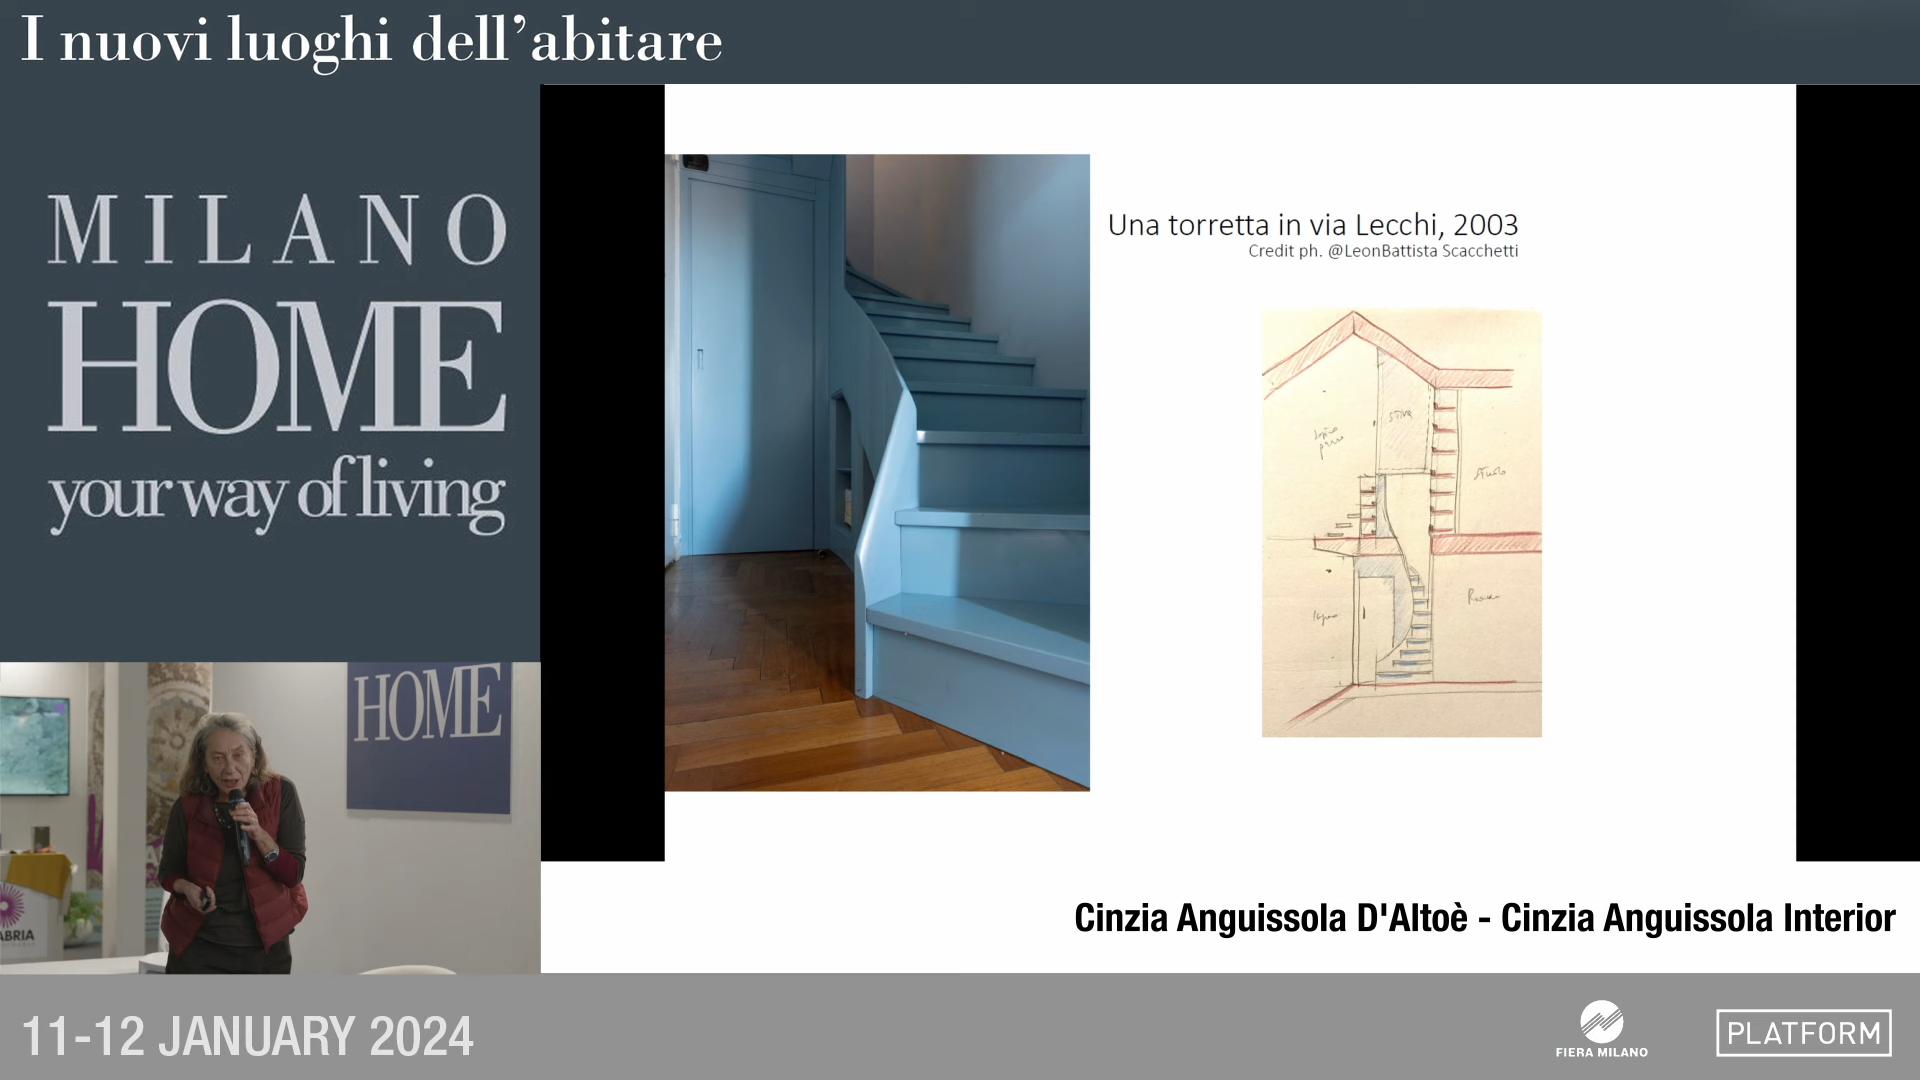 I nuovi luoghi dell’abitare
MILANO
HOME
your way of living
Una torretta in via Lecchi, 2003
Credit ph. @LeonBattista Scacchetti
HOME
ABRIA
Cinzia Anguissola D'Altoè - Cinzia Anguissola Interior
11-12 JANUARY 2024
FIERA MILANO
PLATFORM